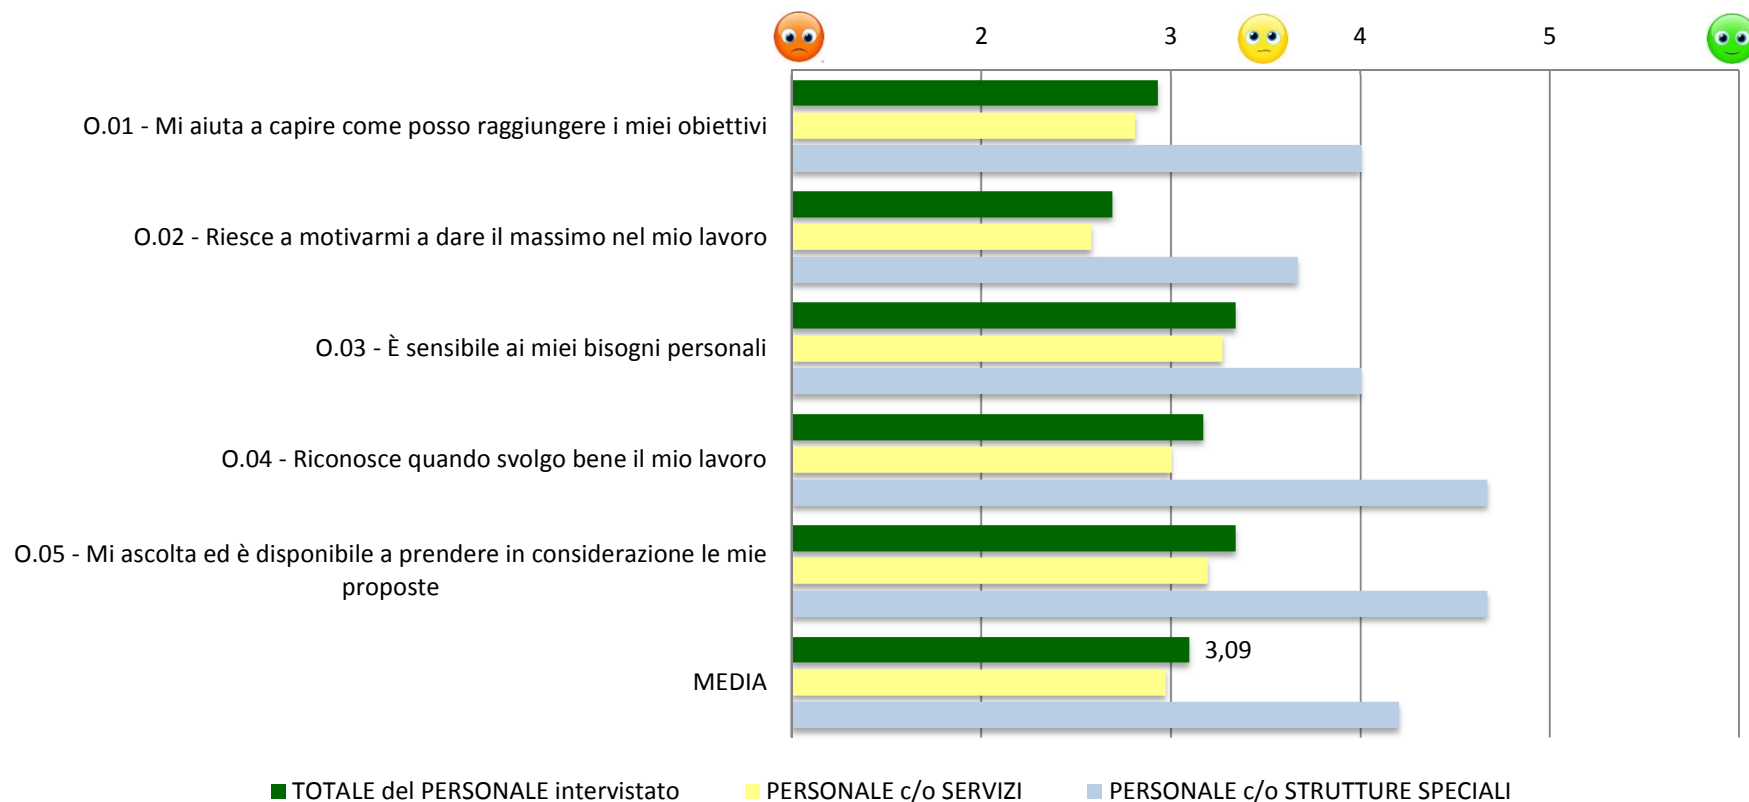 2 3 4 5
O.01 - Mi aiuta a capire come posso raggiungere i miei obiettivi
O.02 - Riesce a motivarmi a dare il massimo nel mio lavoro
O.03 - È sensibile ai miei bisogni personali
O.04 - Riconosce quando svolgo bene il mio lavoro
O.05 - Mi ascolta ed è disponibile a prendere in considerazione le mie
proposte
3,09
MEDIA
TOTALE del PERSONALE intervistato PERSONALE c/o SERVIZI PERSONALE c/o STRUTTURE SPECIALI